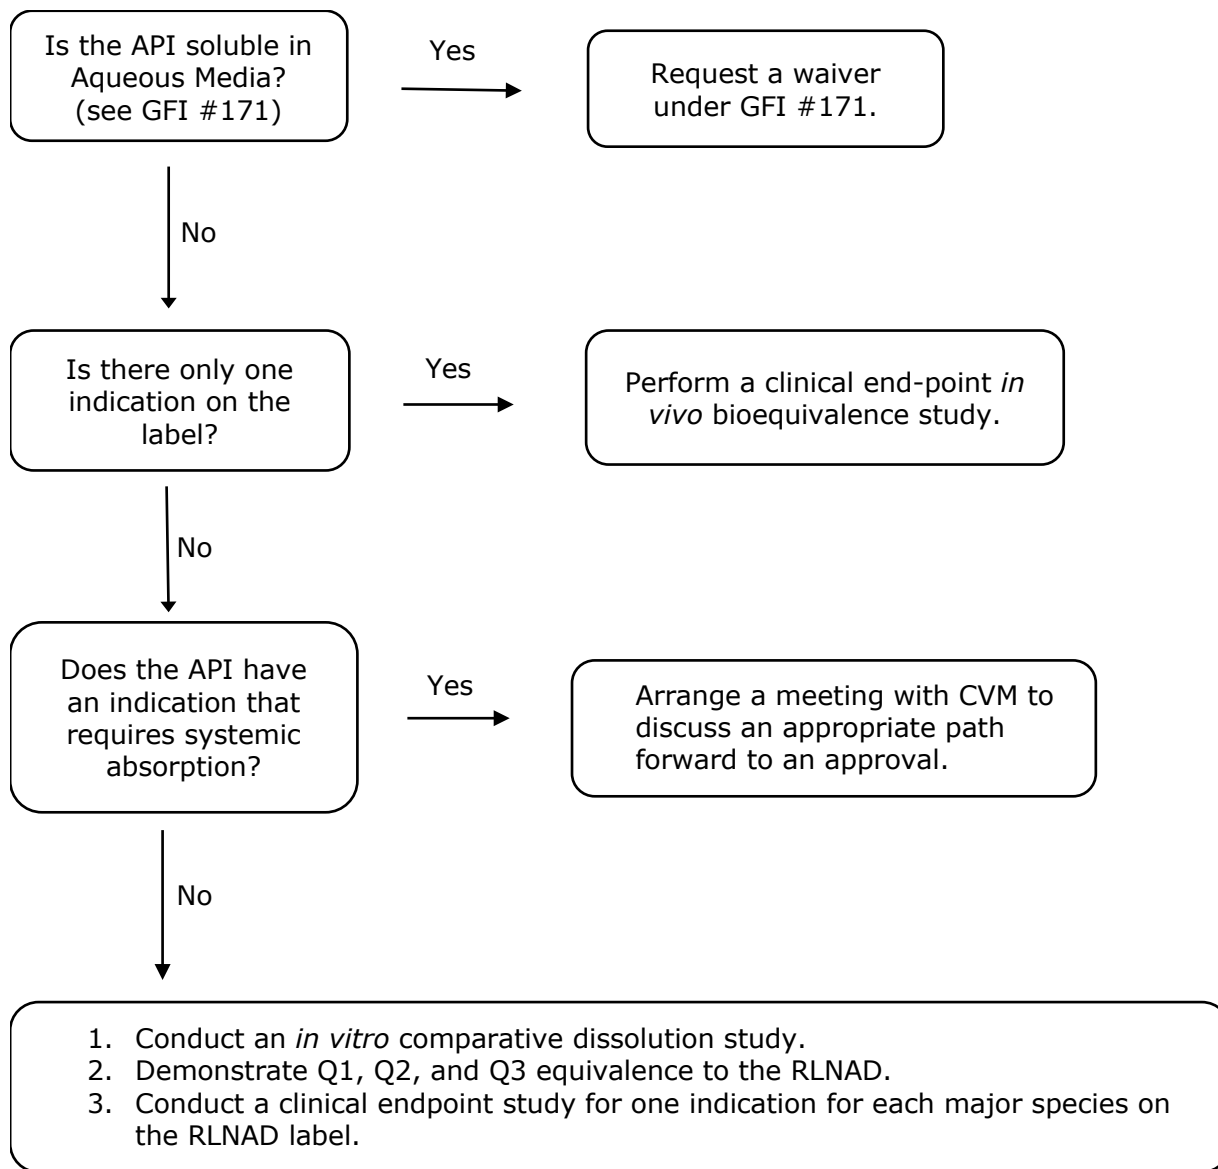 Is the API soluble in
Aqueous Media?
(see GFI #171)
Yes
Request a waiver
under GFI #171.
No
Is there only one
indication on the
label?
Yes
Perform a clinical end-point in
vivo bioequivalence study.
No
Does the API have
an indication that
requires systemic
absorption?
Yes
Arrange a meeting with CVM to
discuss an appropriate path
forward to an approval.
No
1. Conduct an in vitro comparative dissolution study.
2. Demonstrate Q1, Q2, and Q3 equivalence to the RLNAD.
3. Conduct a clinical endpoint study for one indication for each major species on
the RLNAD label.